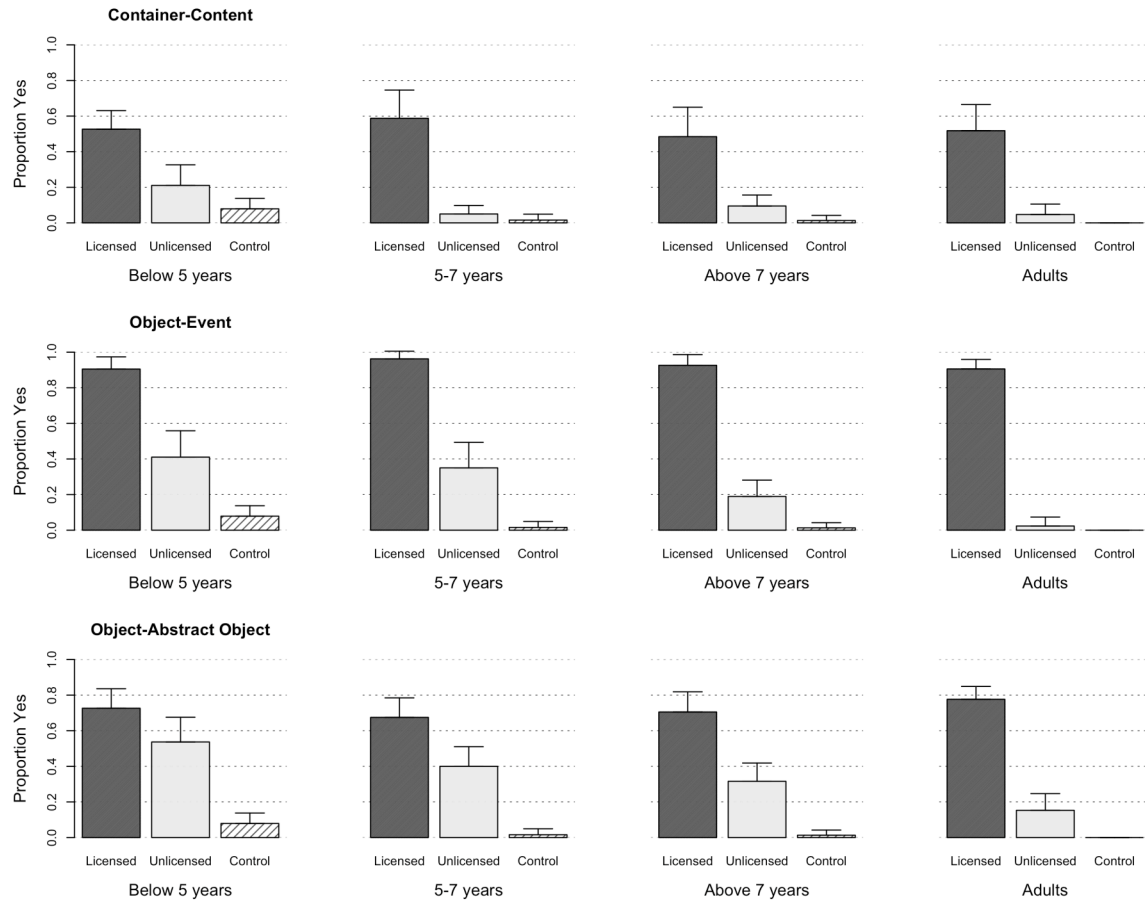 Container-Content
Proportion Yes
1.0
0.8
0.6
0.4
0.2
0.0
Licensed Unlicensed Control Licensed Unlicensed Control Licensed Unlicensed Control Licensed Unlicensed Control
Below 5 years 5-7 years Above 7 years Adults
Object-Event
Proportion Yes
1.0
0.8
0.6
0.4
0.2
0.0
Licensed Unlicensed Control Licensed Unlicensed Control Licensed Unlicensed Control Licensed Unlicensed Control
Below 5 years 5-7 years Above 7 years Adults
Object-Abstract Object
Proportion Yes
1.0
0.8
0.6
0.4
0.2
0.0
Licensed Unlicensed Control Licensed Unlicensed Control Licensed Unlicensed Control Licensed Unlicensed Control
Below 5 years 5-7 years Above 7 years Adults